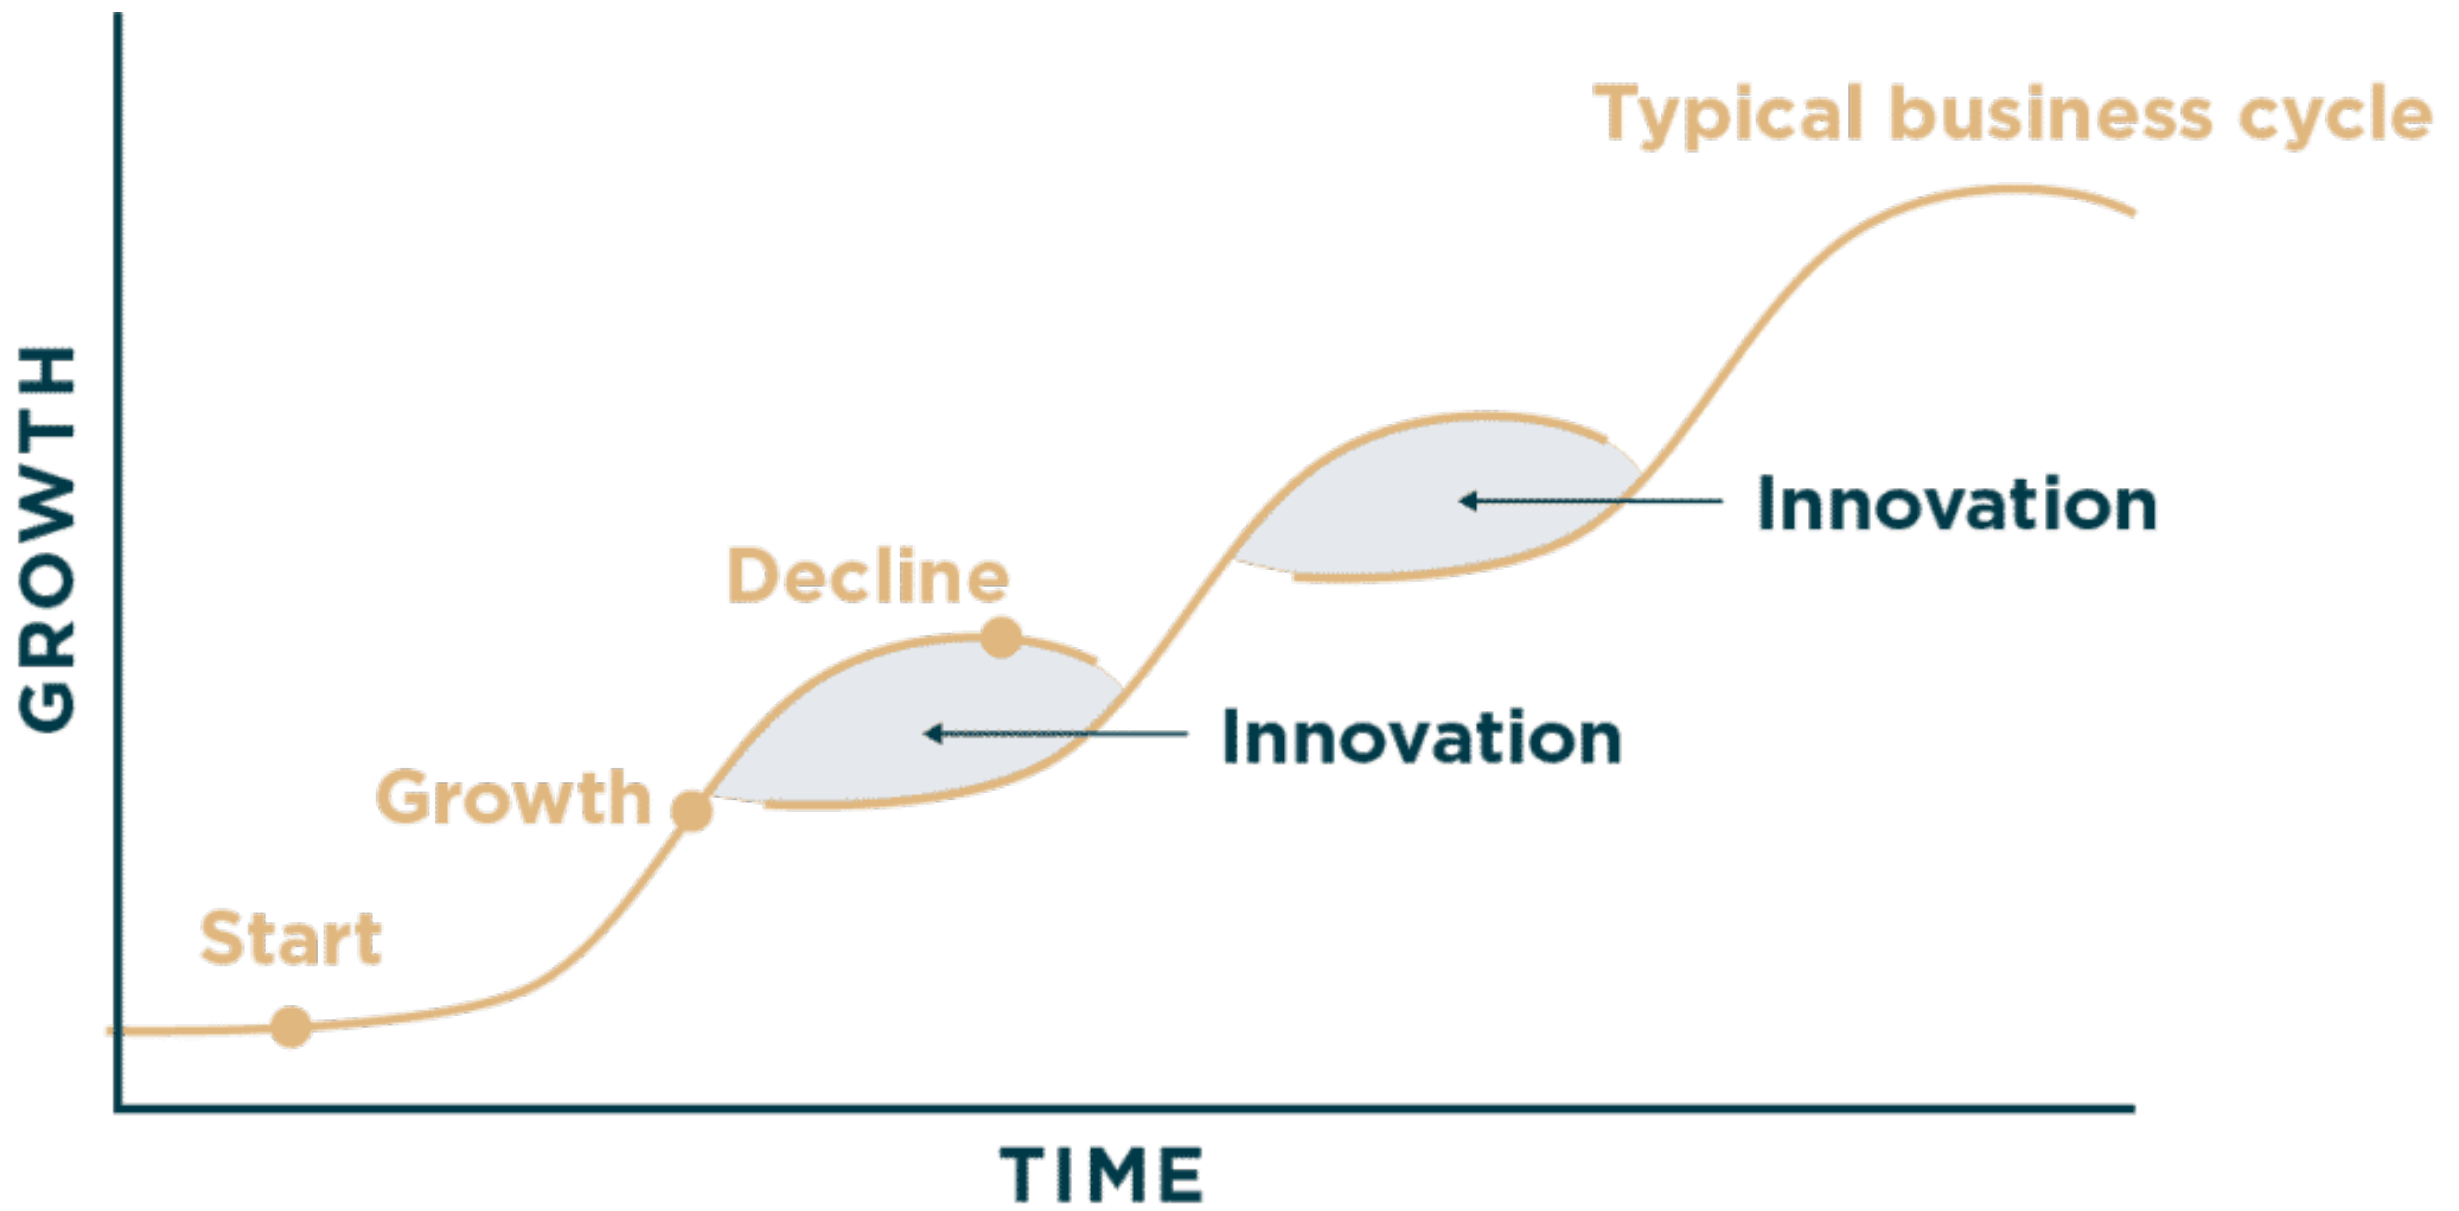 Typical business cycle
GROWTH
Innovation
Decline
Innovation
Growth
Start
TIME